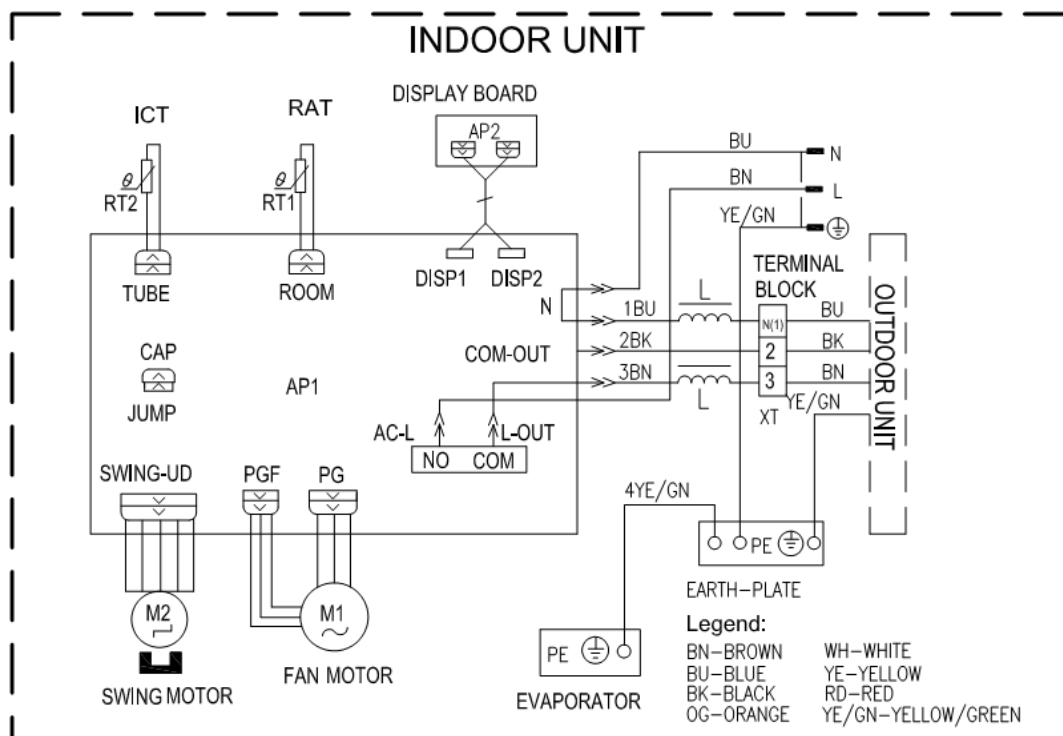 INDOOR UNIT
DISPLAY BOARD
AP2
ICT
RAT
θ
RT2
θ
RT1
BU
N
BN
L
YE/GN
TUBE
ROOM
DISP1
DISP2
TERMINAL
BLOCK
N
1BU
L
N(1)
BU
COM-OUT
2BK
2
BK
3BN
L
3
BN
XT
YE/GN
OUTDOOR UNIT
CAP
JUMP
AP1
AC-L
L-OUT
NO
COM
SWING-UD
PGF
PG
4YE/GN
PE
EARTH-PLATE
M2
M1
SWING MOTOR
FAN MOTOR
PE
EVAPORATOR
Legend:
BN-BROWN WH-WHITE
BU-BLUE YE-YELLOW
BK-BLACK RD-RED
OG-ORANGE YE/GN-YELLOW/GREEN